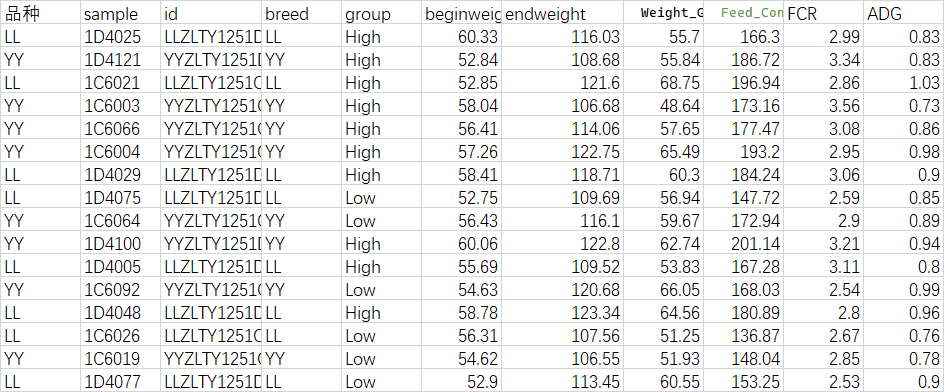 品种 sample id breed group beginweig endweight Weight_G Feed_Con FCR ADG
LL 1D4025 LLZLTY1251D LL High 60.33 116.03 55.7 166.3 2.99 0.83
YY 1D4121 YYZLTY1251D YY High 52.84 108.68 55.84 186.72 3.34 0.83
LL 1C6021 LLZLTY1251C LL High 52.85 121.6 68.75 196.94 2.86 1.03
YY 1C6003 YYZLTY1251C YY High 58.04 106.68 48.64 173.16 3.56 0.73
YY 1C6066 YYZLTY1251C YY High 56.41 114.06 57.65 177.47 3.08 0.86
YY 1C6004 YYZLTY1251C YY High 57.26 122.75 65.49 193.2 2.95 0.98
LL 1D4029 LLZLTY1251D LL High 58.41 118.71 60.3 184.24 3.06 0.9
LL 1D4075 LLZLTY1251D LL Low 52.75 109.69 56.94 147.72 2.59 0.85
YY 1C6064 YYZLTY1251C YY Low 56.43 116.1 59.67 172.94 2.9 0.89
YY 1D4100 YYZLTY1251D YY High 60.06 122.8 62.74 201.14 3.21 0.94
LL 1D4005 LLZLTY1251D LL High 55.69 109.52 53.83 167.28 3.11 0.8
YY 1C6092 YYZLTY1251C YY Low 54.63 120.68 66.05 168.03 2.54 0.99
LL 1D4048 LLZLTY1251D LL High 58.78 123.34 64.56 180.89 2.8 0.96
LL 1C6026 LLZLTY1251C LL Low 56.31 107.56 51.25 136.87 2.67 0.76
YY 1C6019 YYZLTY1251C YY Low 54.62 106.55 51.93 148.04 2.85 0.78
LL 1D4077 LLZLTY1251D LL Low 52.9 113.45 60.55 153.25 2.53 0.9